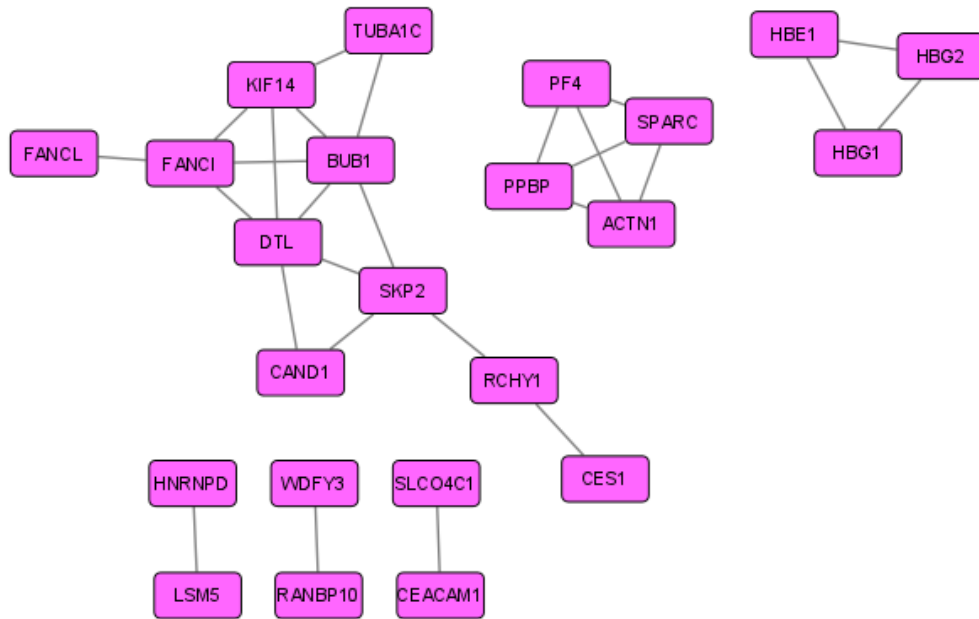 TUBA1C
HBE1
HBG2
KIF14
PF4
SPARC
FANCL
FANCI
BUB1
HBG1
PPBP
ACTN1
DTL
SKP2
CAND1
RCHY1
CES1
HNRNPD
WDFY3
SLCO4C1
LSM5
RANBP10
CEACAM1